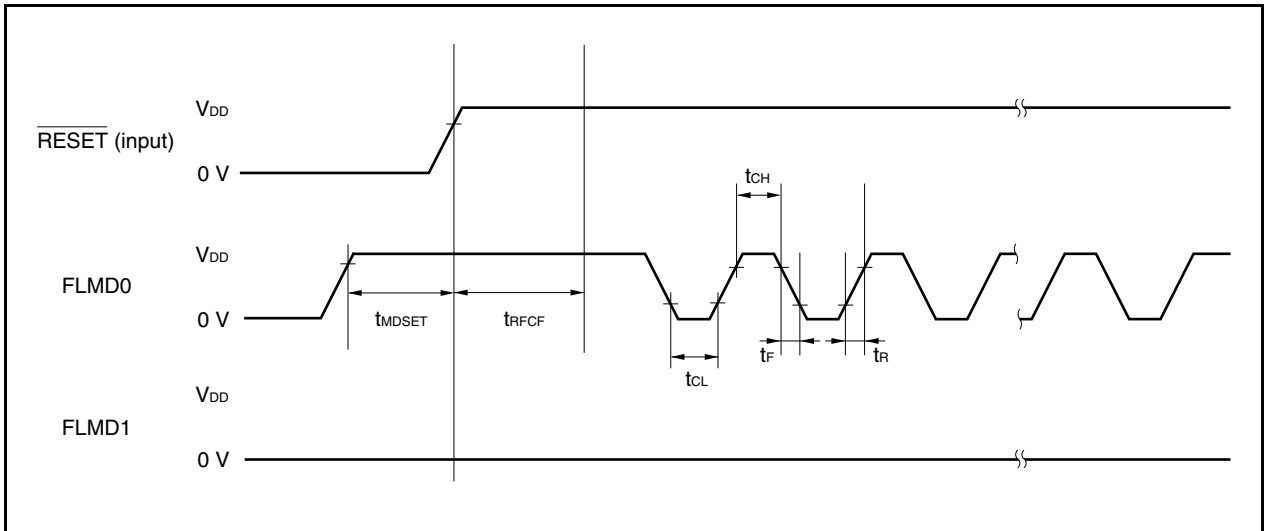 VDD
RESET (input)
0 V
tCH
VDD
FLMD0
tMDSET
tRFCF
0 V
tF
tR
tCL
VDD
FLMD1
0 V